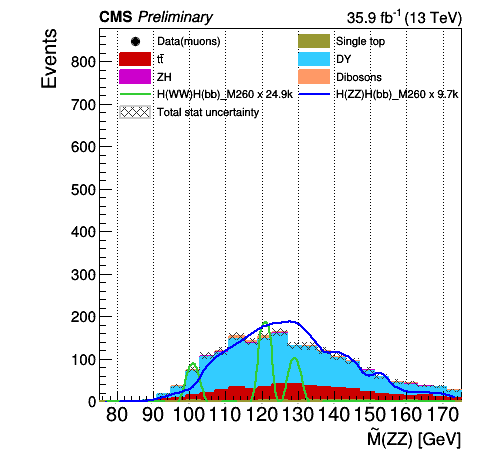 CMS Preliminary 35.9 fb⁻¹ (13 TeV)
Events
Data(muons) Single top
tt̄ DY
ZH Dibosons
H(WW)H(bb)_M260 x 24.9k H(ZZ)H(bb)_M260 x 9.7k
Total stat uncertainty
800
700
600
500
400
300
200
100
0
80 90 100 110 120 130 140 150 160 170
M̃(ZZ) [GeV]